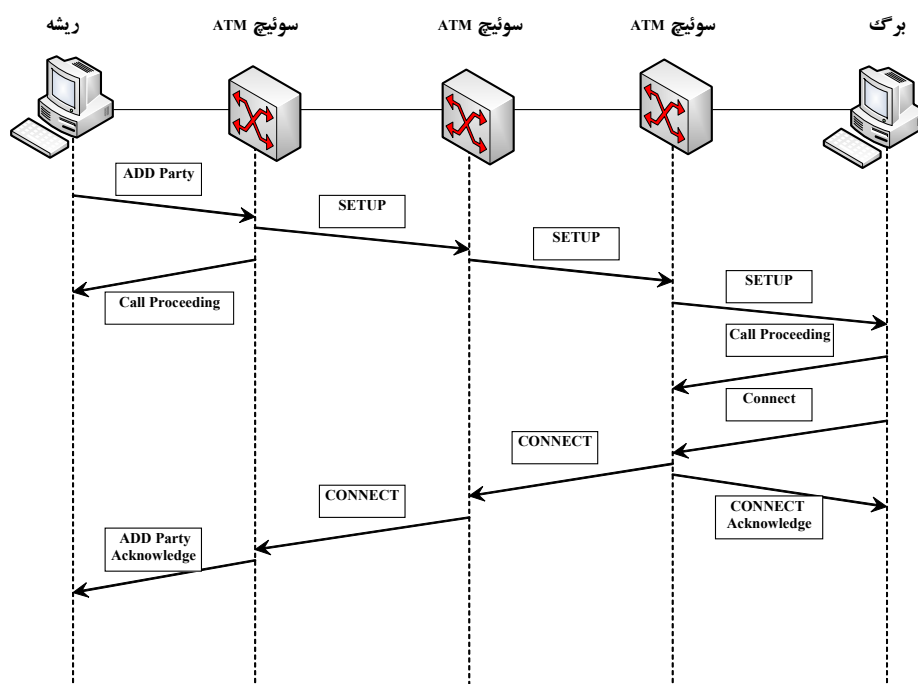 ریشه
سوئیچ ATM
سوئیچ ATM
سوئیچ ATM
برگ
ADD Party
SETUP
SETUP
SETUP
Call Proceeding
Call Proceeding
Connect
CONNECT
CONNECT
CONNECT
Acknowledge
ADD Party
Acknowledge